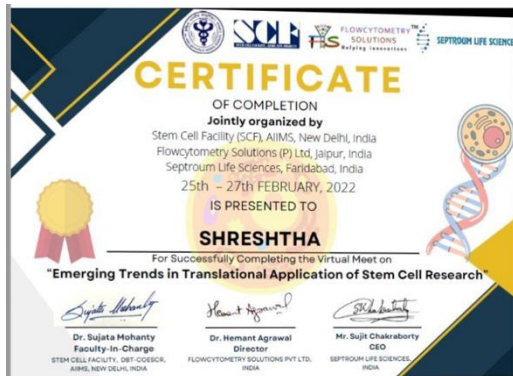 SCF
FLOWCYTOMETRY
SOLUTIONS
Helping innovations
SEPTROUM LIFE SCIENCE
CERTIFICATE
OF COMPLETION
Jointly organized by
Stem Cell Facility (SCF), AIIMS, New Delhi, India
Flowcytometry Solutions (P) Ltd, Jaipur, India
Septroum Life Sciences, Faridabad, India
25th - 27th FEBRUARY, 2022
IS PRESENTED TO
SHRESHTHA
For Successfully Completing the Virtual Meet on
"Emerging Trends in Translational Application of Stem Cell Research"
Sujata Mohanty
Hemant Agrawal
Dr. Sujata Mohanty
Faculty-In-Charge
STEM CELL FACILITY, DBT-COESCR,
AIIMS, NEW DELHI, INDIA
Dr. Hemant Agrawal
Director
FLOWCYTOMETRY SOLUTIONS PVT LTD,
INDIA
Mr. Sujit Chakraborty
CEO
SEPTROUM LIFE SCIENCES,
INDIA